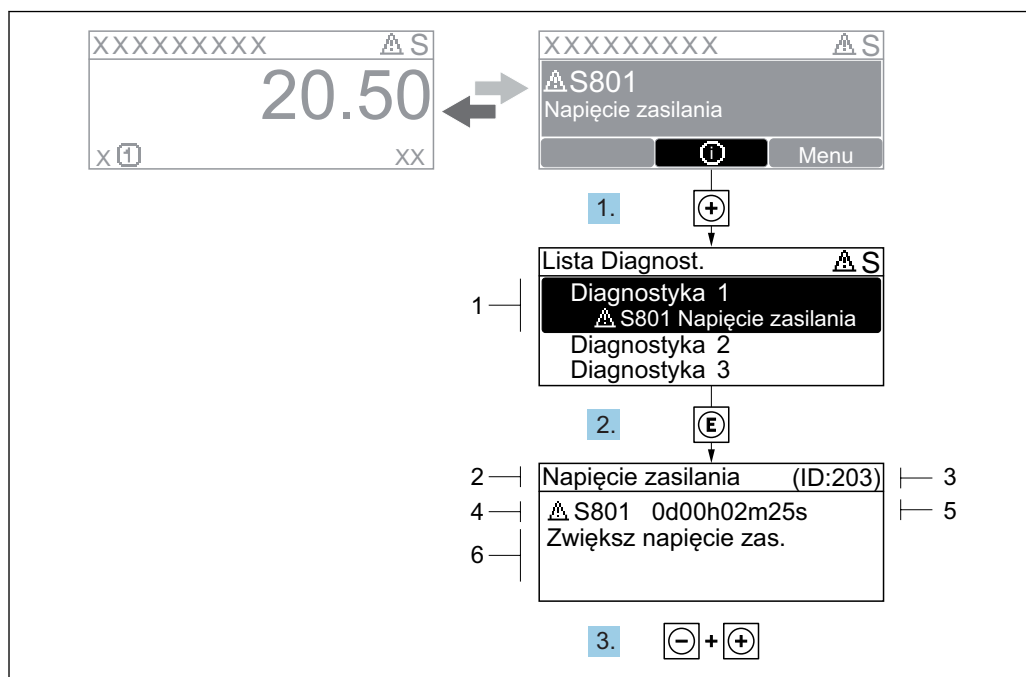 XXXXXXXXX ⚠ S
20.50
X 1 XX
XXXXXXXXX ⚠ S
⚠ S801
Napięcie zasilania
i Menu
1. +
Lista Diagnost. ⚠ S
1 Diagnostyka 1
⚠ S801 Napięcie zasilania
Diagnostyka 2
Diagnostyka 3
2. E
2 Napięcie zasilania (ID:203) 3
4 ⚠ S801 0d00h02m25s 5
6 Zwiększ napięcie zas.
3. - + +